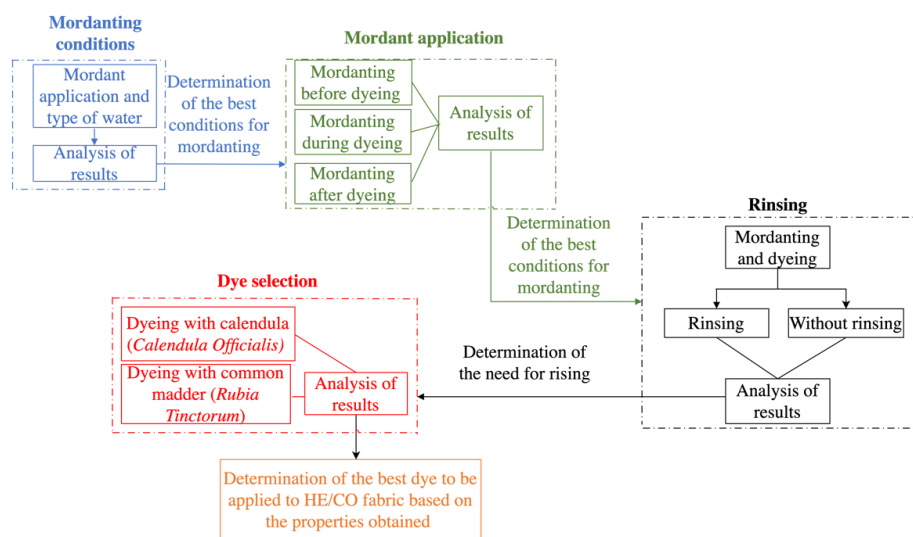 Mordanting
conditions
Mordant
application and
type of water
Analysis of
results
Determination
of the best
conditions for
mordanting
Mordant application
Mordanting
before dyeing
Mordanting
during dyeing
Mordanting
after dyeing
Analysis of
results
Determination
of the best
conditions for
mordanting
Rinsing
Mordanting
and dyeing
Rinsing
Without rinsing
Analysis of
results
Determination of
the need for rising
Dye selection
Dyeing with calendula
(Calendula Officialis)
Dyeing with common
madder (Rubia
Tinctorum)
Analysis of
results
Determination of the best dye to be
applied to HE/CO fabric based on
the properties obtained